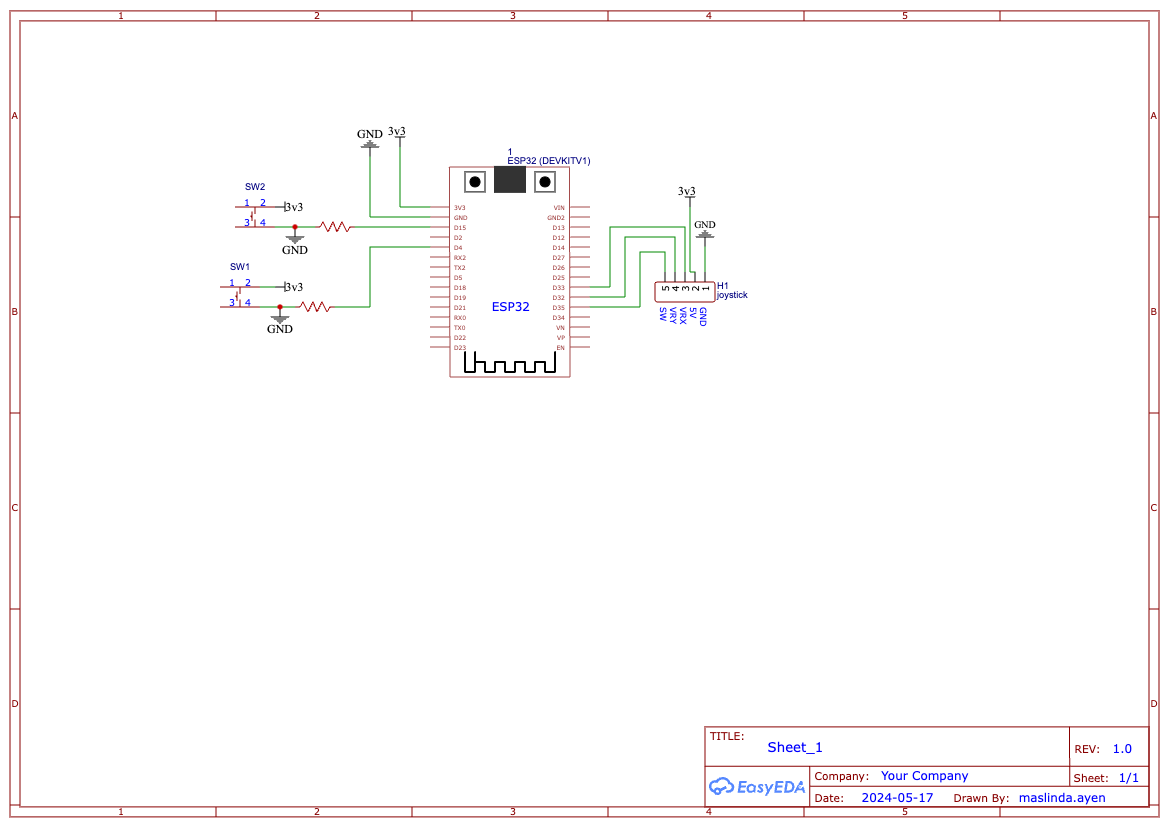 1 2 3 4 5
A A
GND 3v3
1
ESP32 (DEVKITV1)
SW2
1 2 3v3
3 4
GND
SW1
1 2 3v3
3 4
GND
3V3 VIN
GND GND2
D15 D13
D2 D12
D4 D14
RX2 D27
TX2 D26
D5 D25
D18 D33
D19 D32
D21 D35
RX0 D34
TX0 VN
D22 VP
D23 EN
ESP32
3v3
GND
5 4 3 2 1
H1
joystick
SW VRY VRX 5V GND
B B
C C
D D
TITLE:
Sheet_1
REV: 1.0
EasyEDA
Company: Your Company
Sheet: 1/1
Date: 2024-05-17 Drawn By: maslinda.ayen
1 2 3 4 5